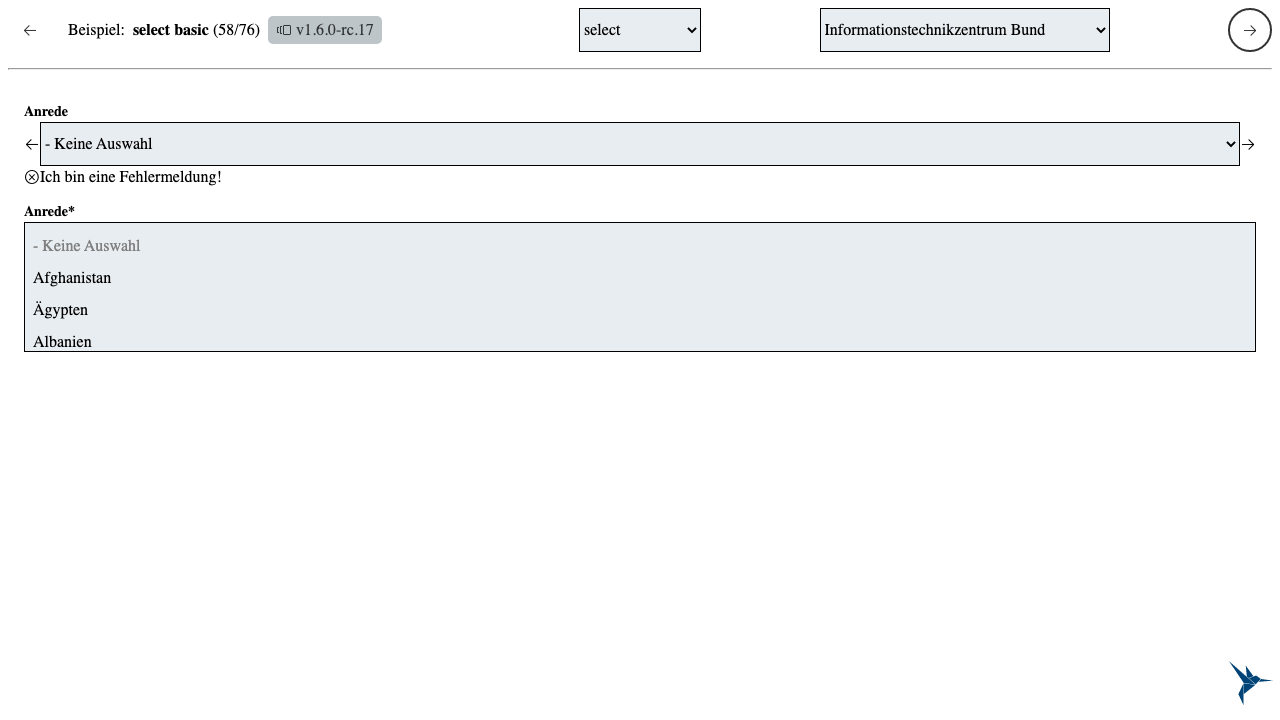 Beispiel: select basic (58/76) v1.6.0-rc.17 select Informationstechnikzentrum Bund
Anrede
- Keine Auswahl
Ich bin eine Fehlermeldung!
Anrede*
- Keine Auswahl
Afghanistan
Ägypten
Albanien